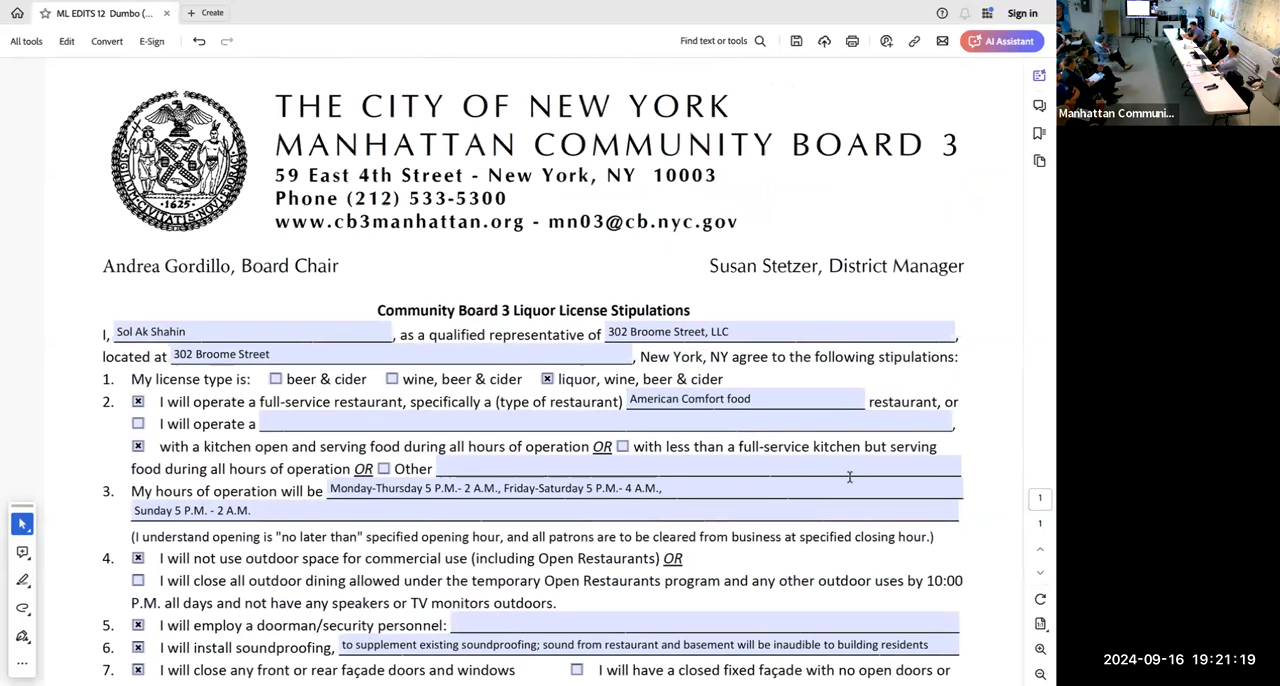 ML EDITS 12 Dumbo (...
Create
Sign in
All tools
Edit
Convert
E-Sign
Find text or tools
AI Assistant
THE CITY OF NEW YORK
MANHATTAN COMMUNITY BOARD 3
59 East 4th Street - New York, NY 10003
Phone (212) 533-5300
www.cb3manhattan.org - mn03@cb.nyc.gov
SIGILLUM CIVITATIS NOVI EBORACI
1625
Andrea Gordillo, Board Chair
Susan Stetzer, District Manager
Community Board 3 Liquor License Stipulations
I, Sol Ak Shahin, as a qualified representative of 302 Broome Street, LLC,
located at 302 Broome Street, New York, NY agree to the following stipulations:
1. My license type is: beer & cider wine, beer & cider liquor, wine, beer & cider
2. I will operate a full-service restaurant, specifically a (type of restaurant) American Comfort food restaurant, or
I will operate a ,
with a kitchen open and serving food during all hours of operation OR with less than a full-service kitchen but serving
food during all hours of operation OR Other
3. My hours of operation will be Monday-Thursday 5 P.M.- 2 A.M., Friday-Saturday 5 P.M.- 4 A.M.,
Sunday 5 P.M. - 2 A.M.
(I understand opening is "no later than" specified opening hour, and all patrons are to be cleared from business at specified closing hour.)
4. I will not use outdoor space for commercial use (including Open Restaurants) OR
I will close all outdoor dining allowed under the temporary Open Restaurants program and any other outdoor uses by 10:00
P.M. all days and not have any speakers or TV monitors outdoors.
5. I will employ a doorman/security personnel:
6. I will install soundproofing, to supplement existing soundproofing; sound from restaurant and basement will be inaudible to building residents
7. I will close any front or rear façade doors and windows I will have a closed fixed façade with no open doors or
1
1
Manhattan Communi...
2024-09-16 19:21:19